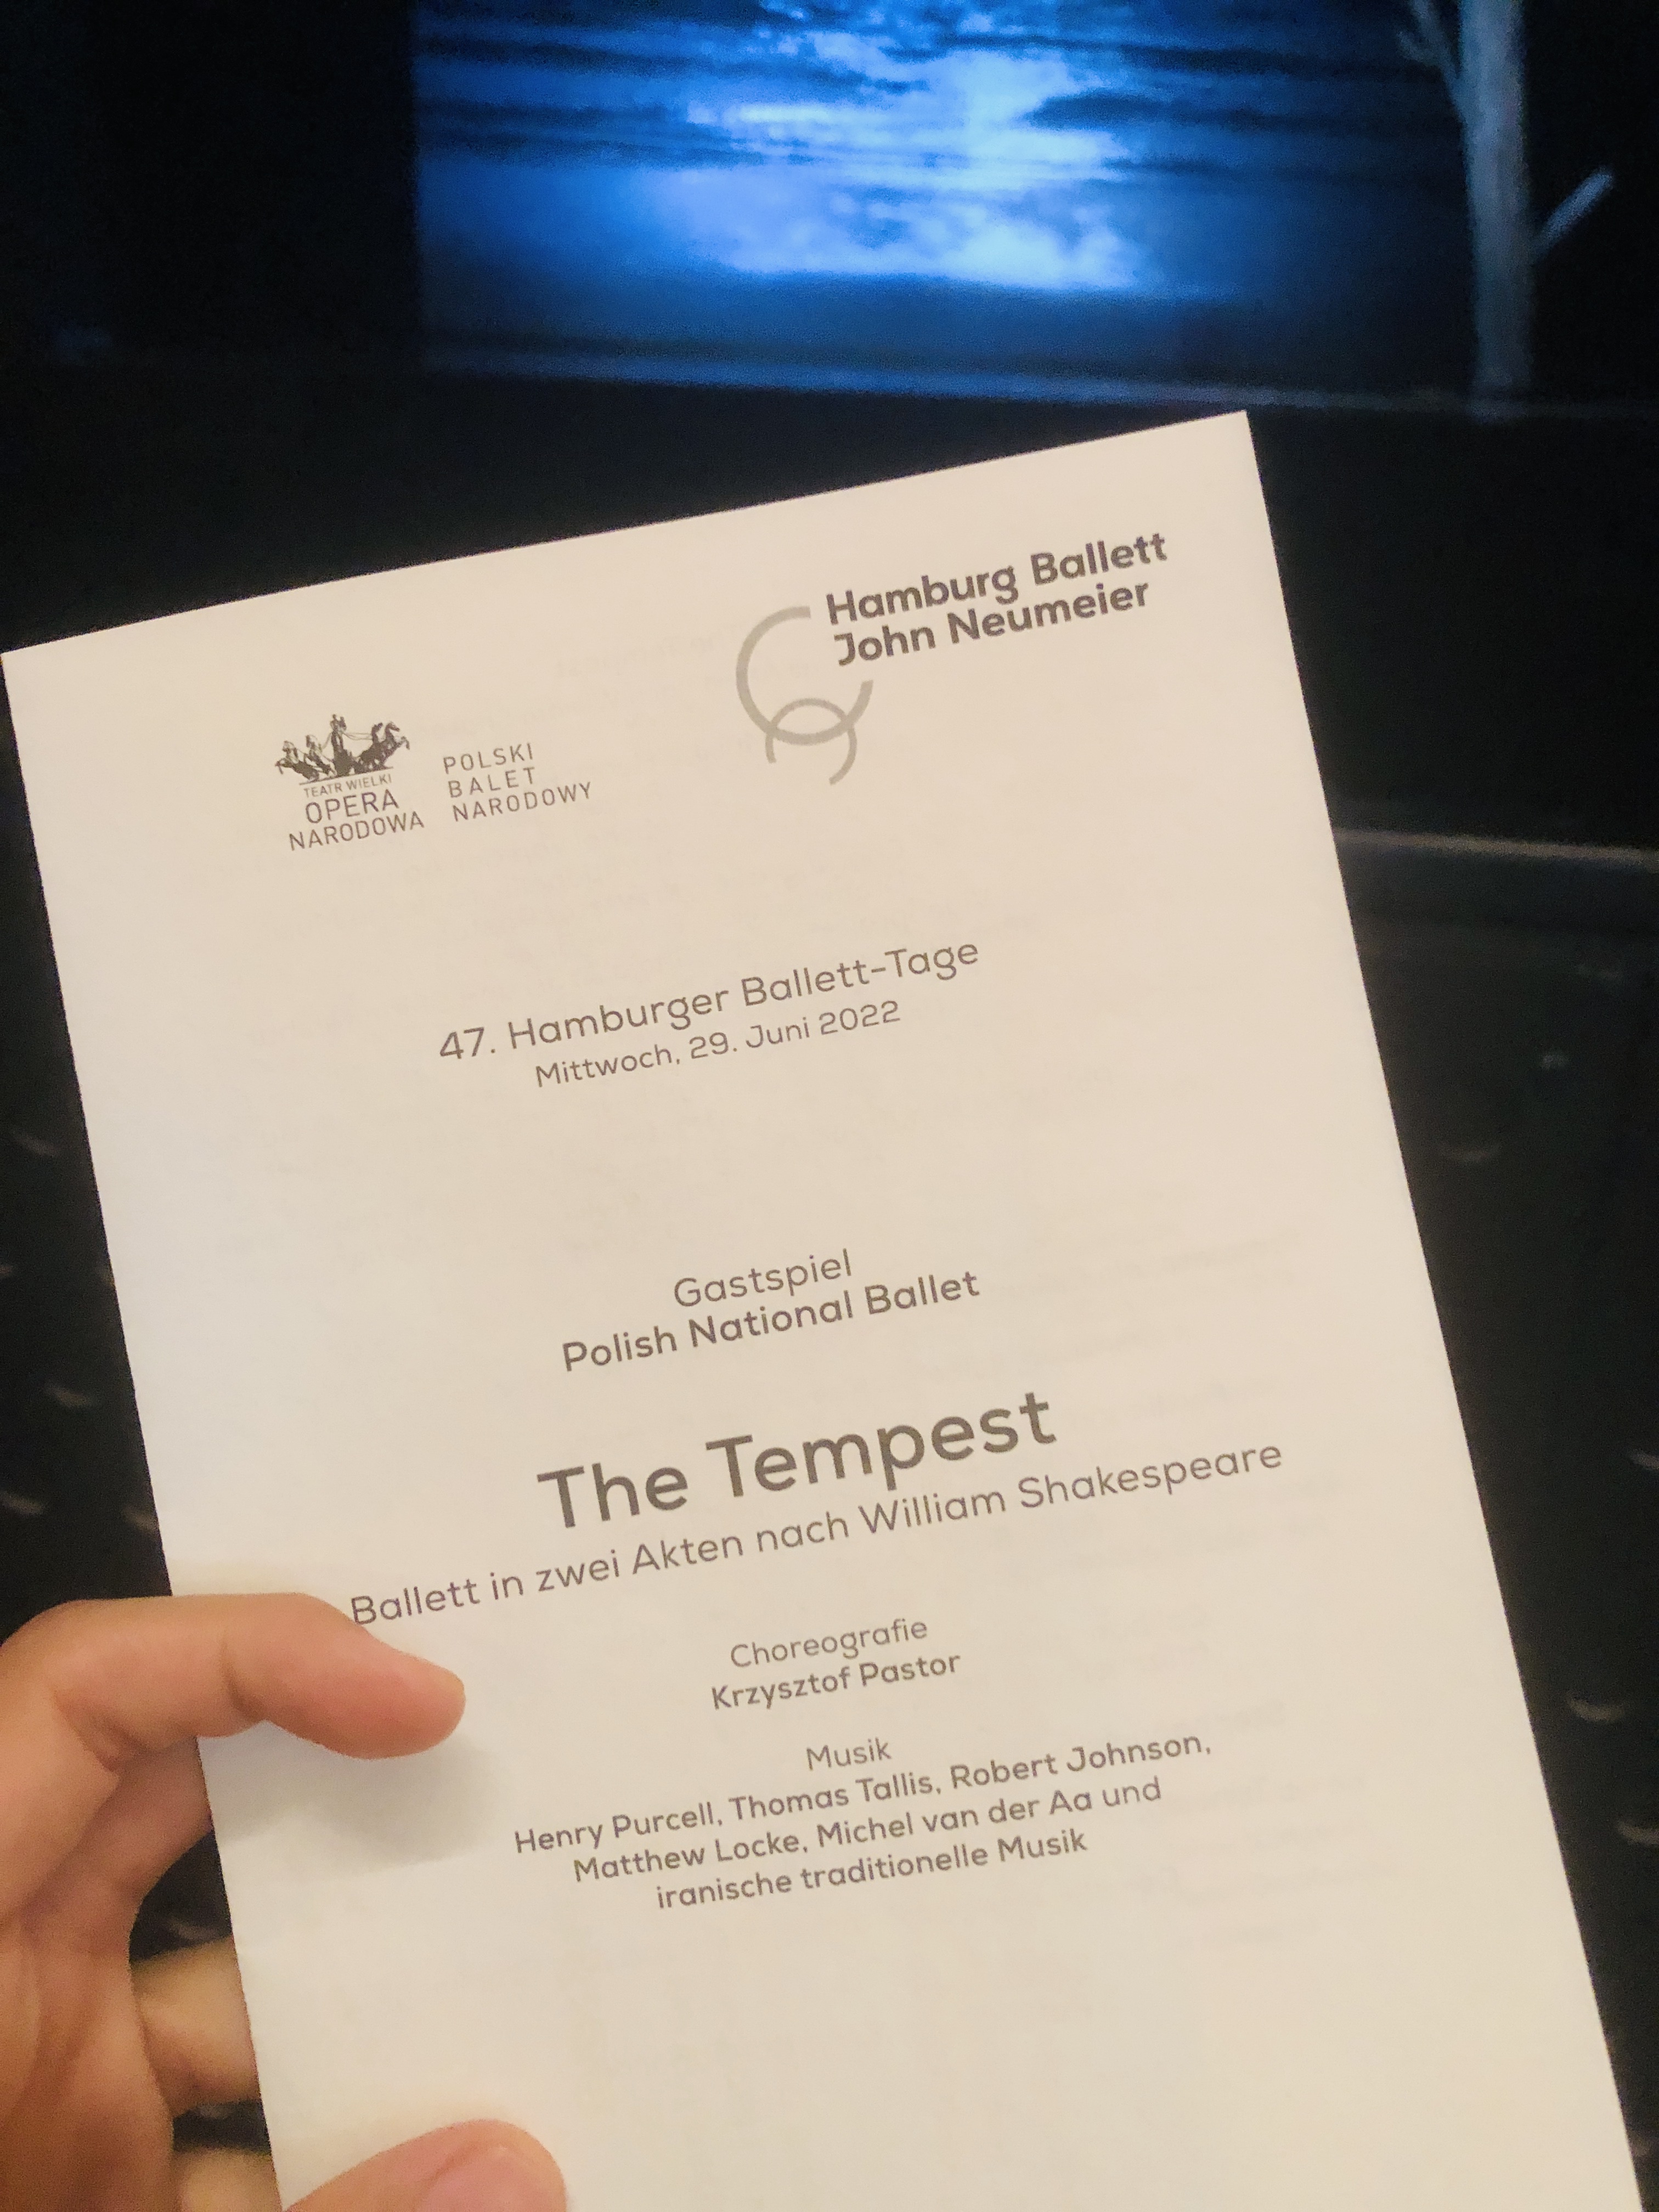 Hamburg Ballett
John Neumeier
TEATR WIELKI
OPERA
NARODOWA
POLSKI
BALET
NARODOWY
47. Hamburger Ballett-Tage
Mittwoch, 29. Juni 2022
Gastspiel
Polish National Ballet
The Tempest
Ballett in zwei Akten nach William Shakespeare
Choreografie
Krzysztof Pastor
Musik
Henry Purcell, Thomas Tallis, Robert Johnson,
Matthew Locke, Michel van der Aa und
iranische traditionelle Musik